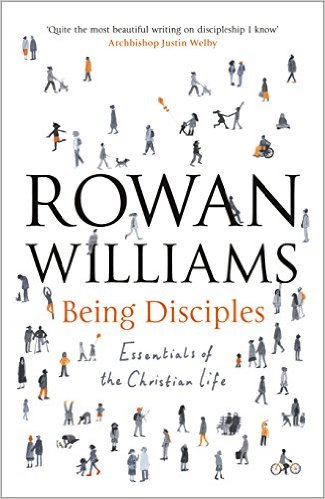 ‘Quite the most beautiful writing on discipleship I know’
Archbishop Justin Welby
ROWAN
WILLIAMS
Being Disciples
Essentials of
the Christian Life